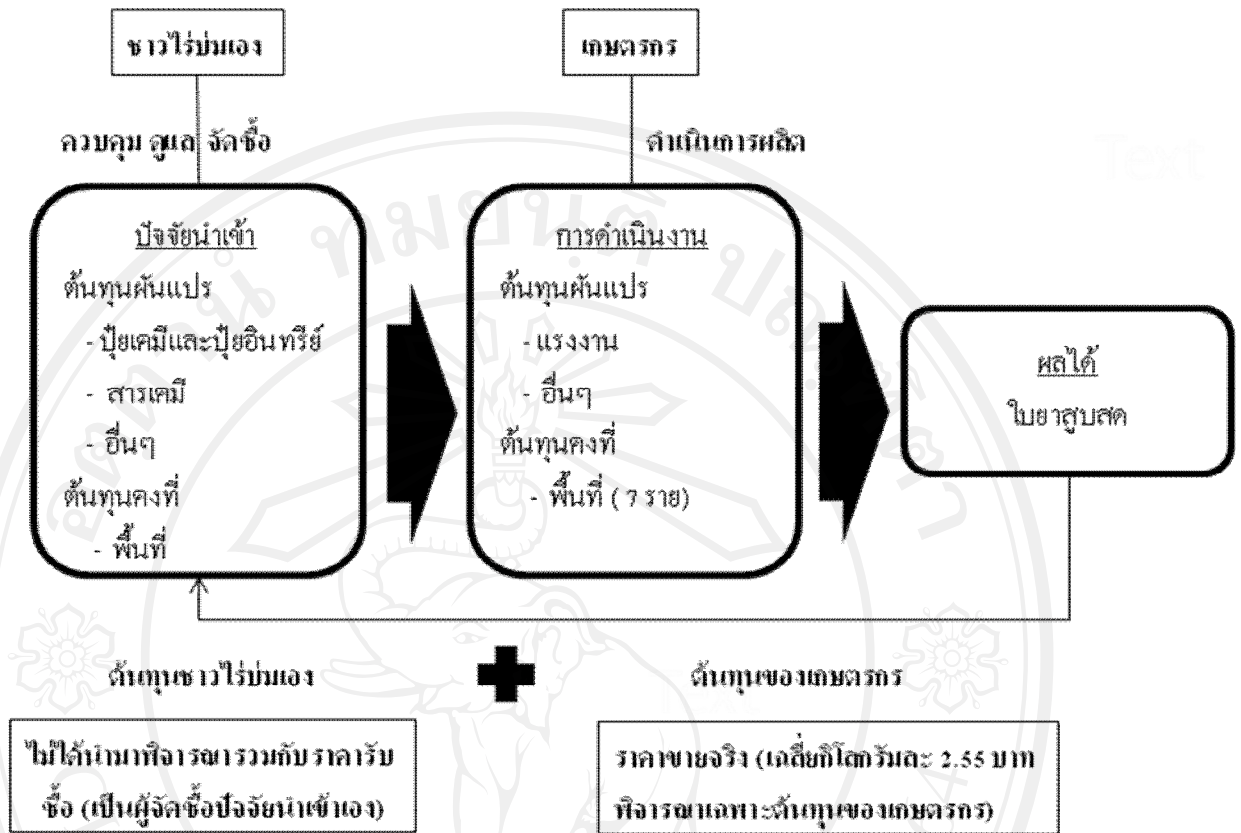 ชาวไร่บ่มเอง
เกษตรกร
ควบคุม ดูแล จัดซื้อ
ดำเนินการผลิต
Text
ปัจจัยนำเข้า
ต้นทุนผันแปร
- ปุ๋ยเคมีและปุ๋ยอินทรีย์
- สารเคมี
- อื่นๆ
ต้นทุนคงที่
- พื้นที่
การดำเนินงาน
ต้นทุนผันแปร
- แรงงาน
- อื่นๆ
ต้นทุนคงที่
- พื้นที่ ( 7 ราย)
ผลได้
ใบยาสูบสด
ต้นทุนชาวไร่บ่มเอง
ต้นทุนของเกษตรกร
ไม่ได้นำมาพิจารณารวมกับราคารับ
ซื้อ (เป็นผู้จัดซื้อปัจจัยนำเข้าเอง)
ราคาขายจริง (เฉลี่ยกิโลกรัมละ 2.55 บาท
พิจารณาเฉพาะต้นทุนของเกษตรกร)